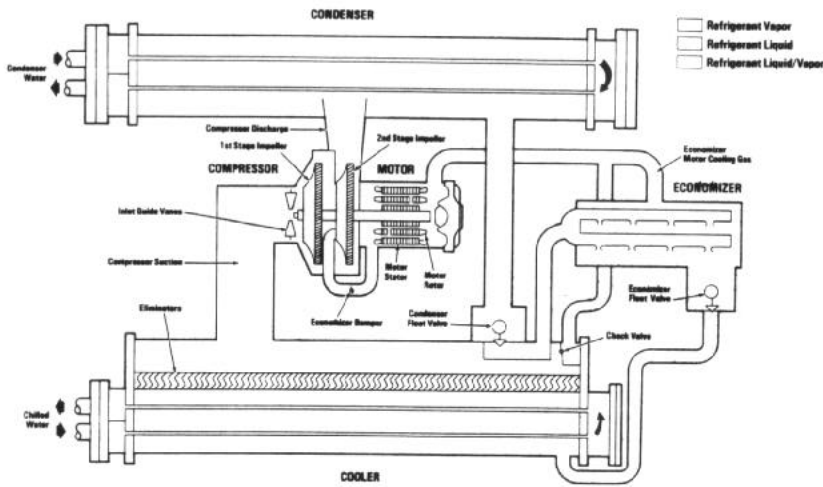 CONDENSER
Refrigerant Vapor
Refrigerant Liquid
Refrigerant Liquid/Vapor
Condenser
Water
Compressor Discharge
2nd Stage Impeller
1st Stage Impeller
COMPRESSOR
MOTOR
Economizer
Motor Cooling Gas
ECONOMIZER
Inlet Guide Vanes
Compressor Suction
Motor
Stator
Motor
Rotor
Economizer
Float Valve
Economizer Damper
Condenser
Float Valve
Eliminators
Check Valve
Chilled
Water
COOLER